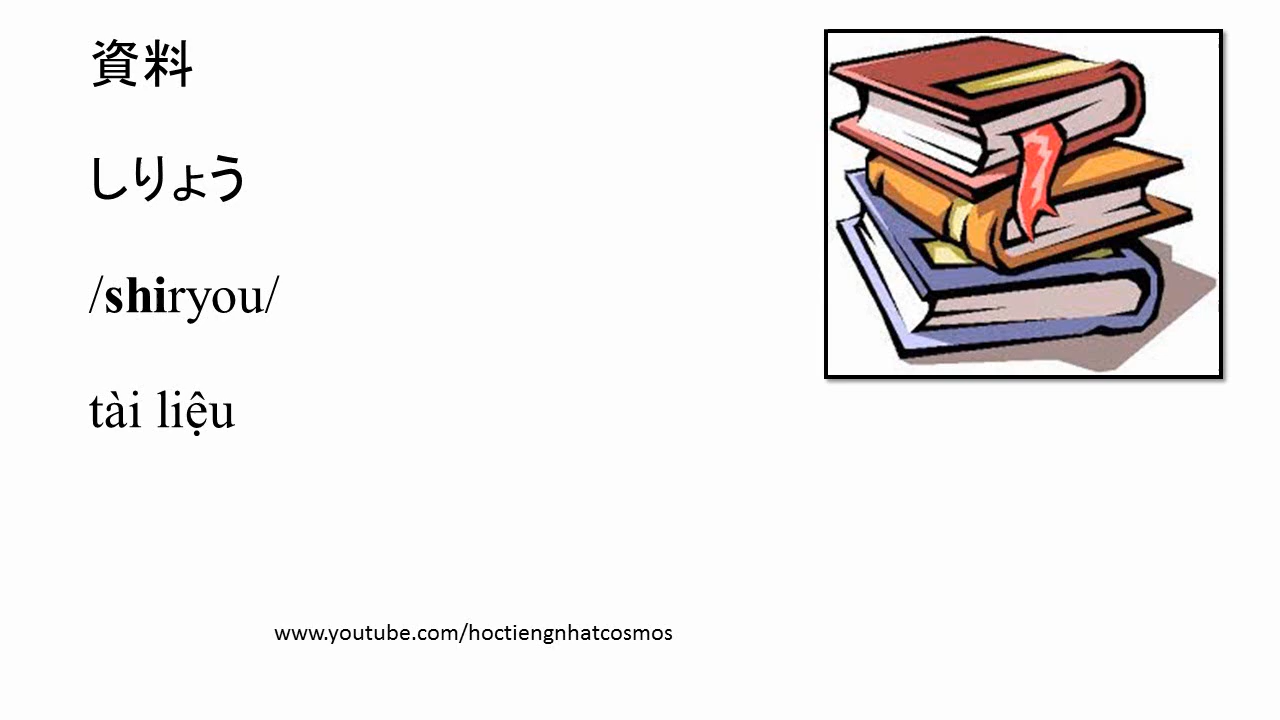 資料
しりょう
/shiryou/
tài liệu
www.youtube.com/hoctiengnhatcosmos